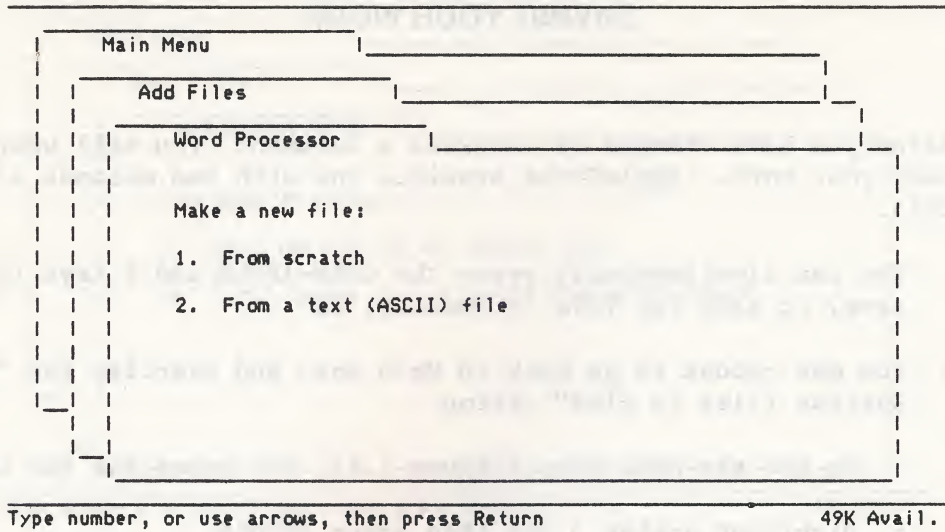 Main Menu
Add Files
Word Processor
Make a new file:
1. From scratch
2. From a text (ASCII) file
Type number, or use arrows, then press Return 49K Avail.